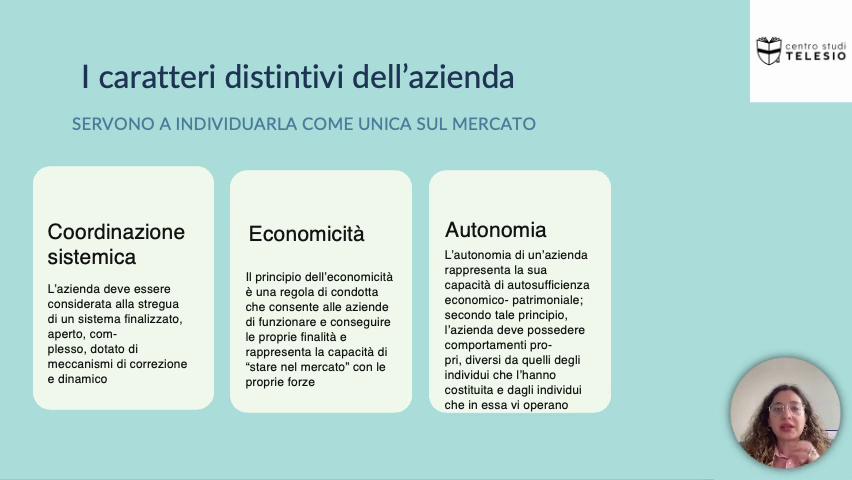 centro studi
TELESIO
I caratteri distintivi dell’azienda
SERVONO A INDIVIDUARLA COME UNICA SUL MERCATO
Coordinazione
sistemica
L’azienda deve essere
considerata alla stregua
di un sistema finalizzato,
aperto, com-
plesso, dotato di
meccanismi di correzione
e dinamico
Economicità
Il principio dell’economicità
è una regola di condotta
che consente alle aziende
di funzionare e conseguire
le proprie finalità e
rappresenta la capacità di
“stare nel mercato” con le
proprie forze
Autonomia
L’autonomia di un’azienda
rappresenta la sua
capacità di autosufficienza
economico- patrimoniale;
secondo tale principio,
l’azienda deve possedere
comportamenti pro-
pri, diversi da quelli degli
individui che l’hanno
costituita e dagli individui
che in essa vi operano